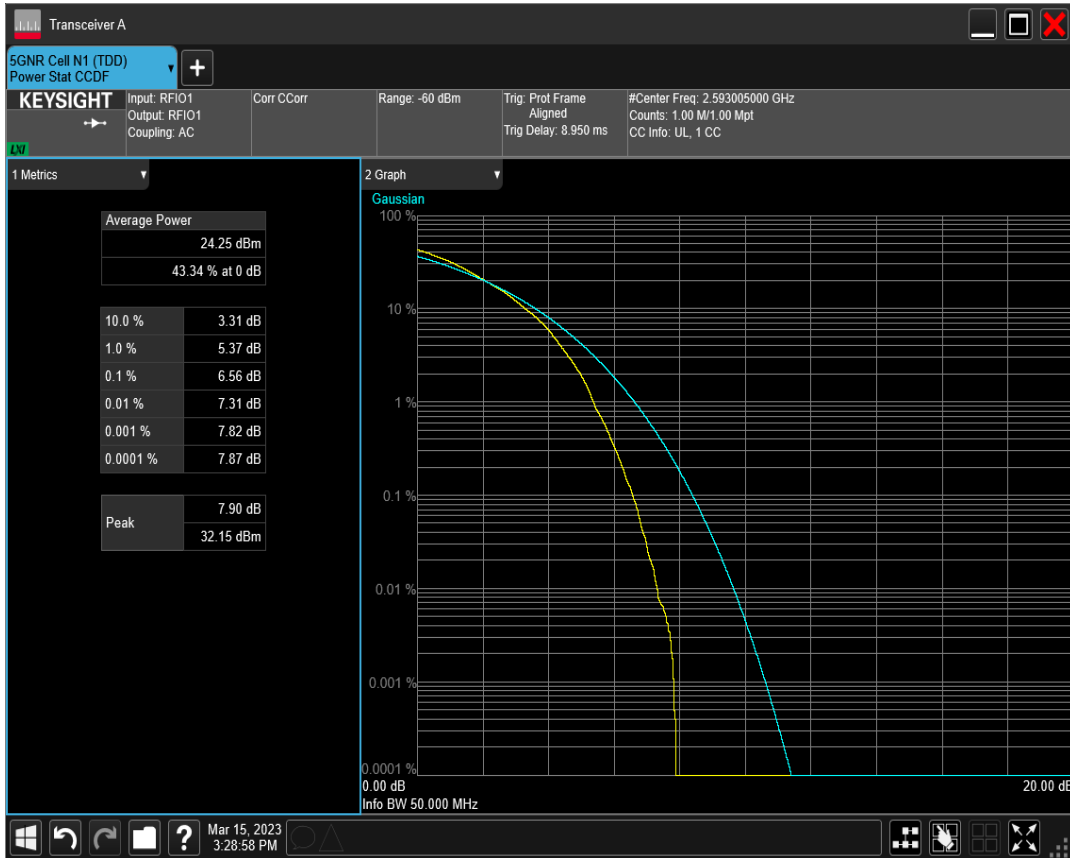 Transceiver A
5GNR Cell N1 (TDD)
Power Stat CCDF
+
KEYSIGHT
LXI
Input: RFIO1
Output: RFIO1
Coupling: AC
Corr CCorr
Range: -60 dBm
Trig: Prot Frame
Aligned
Trig Delay: 8.950 ms
#Center Freq: 2.593005000 GHz
Counts: 1.00 M/1.00 Mpt
CC Info: UL, 1 CC
1 Metrics
Average Power
24.25 dBm
43.34 % at 0 dB
10.0 % 3.31 dB
1.0 % 5.37 dB
0.1 % 6.56 dB
0.01 % 7.31 dB
0.001 % 7.82 dB
0.0001 % 7.87 dB
Peak
7.90 dB
32.15 dBm
2 Graph
Gaussian
100 %
10 %
1 %
0.1 %
0.01 %
0.001 %
0.0001 %
0.00 dB 20.00 dB
Info BW 50.000 MHz
?
Mar 15, 2023
3:28:58 PM